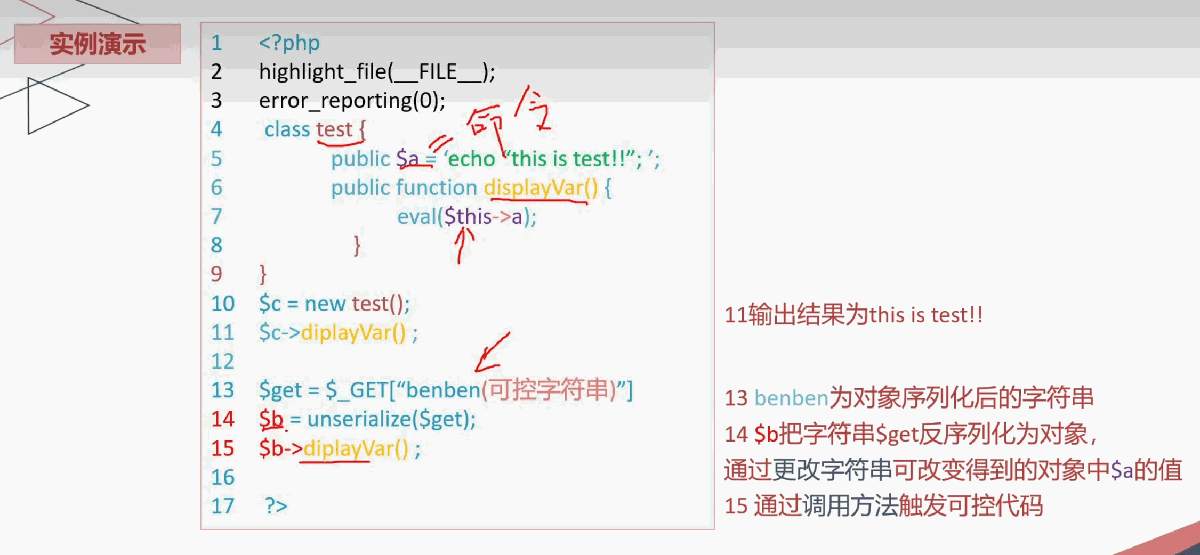 实例演示
1 <?php
2 highlight_file(__FILE__);
3 error_reporting(0);
命令
4 class test {
5 public $a = ‘echo “this is test!!”; ’;
6 public function displayVar() {
7 eval($this->a);
8 }
9 }
10 $c = new test();
11 $c->diplayVar() ;
12
13 $get = $_GET[“benben(可控字符串)”]
14 $b = unserialize($get);
15 $b->diplayVar() ;
16
17 ?>
11输出结果为this is test!!
13 benben为对象序列化后的字符串
14 $b把字符串$get反序列化为对象，
通过更改字符串可改变得到的对象中$a的值
15 通过调用方法触发可控代码